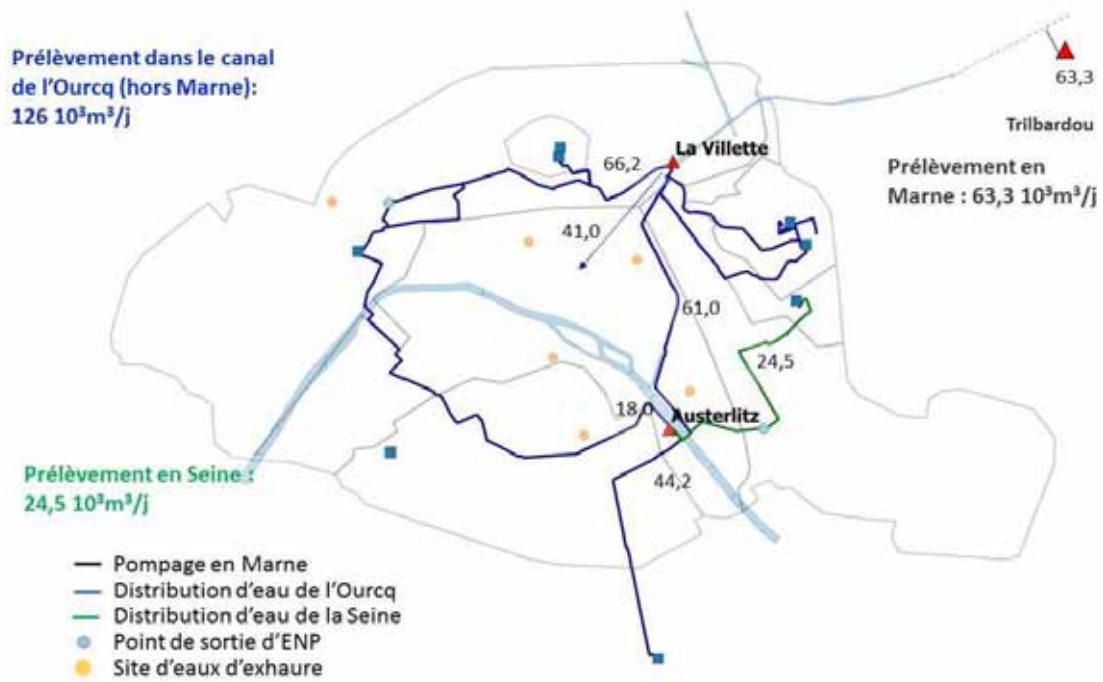 Prélèvement dans le canal
de l'Ourcq (hors Marne):
126 10³m³/j
63,3
Trilbardou
La Villette
66,2
Prélèvement en
Marne : 63,3 10³m³/j
41,0
61,0
24,5
18,0
Austerlitz
44,2
Prélèvement en Seine :
24,5 10³m³/j
Pompage en Marne
Distribution d'eau de l'Ourcq
Distribution d'eau de la Seine
Point de sortie d'ENP
Site d'eaux d'exhaure